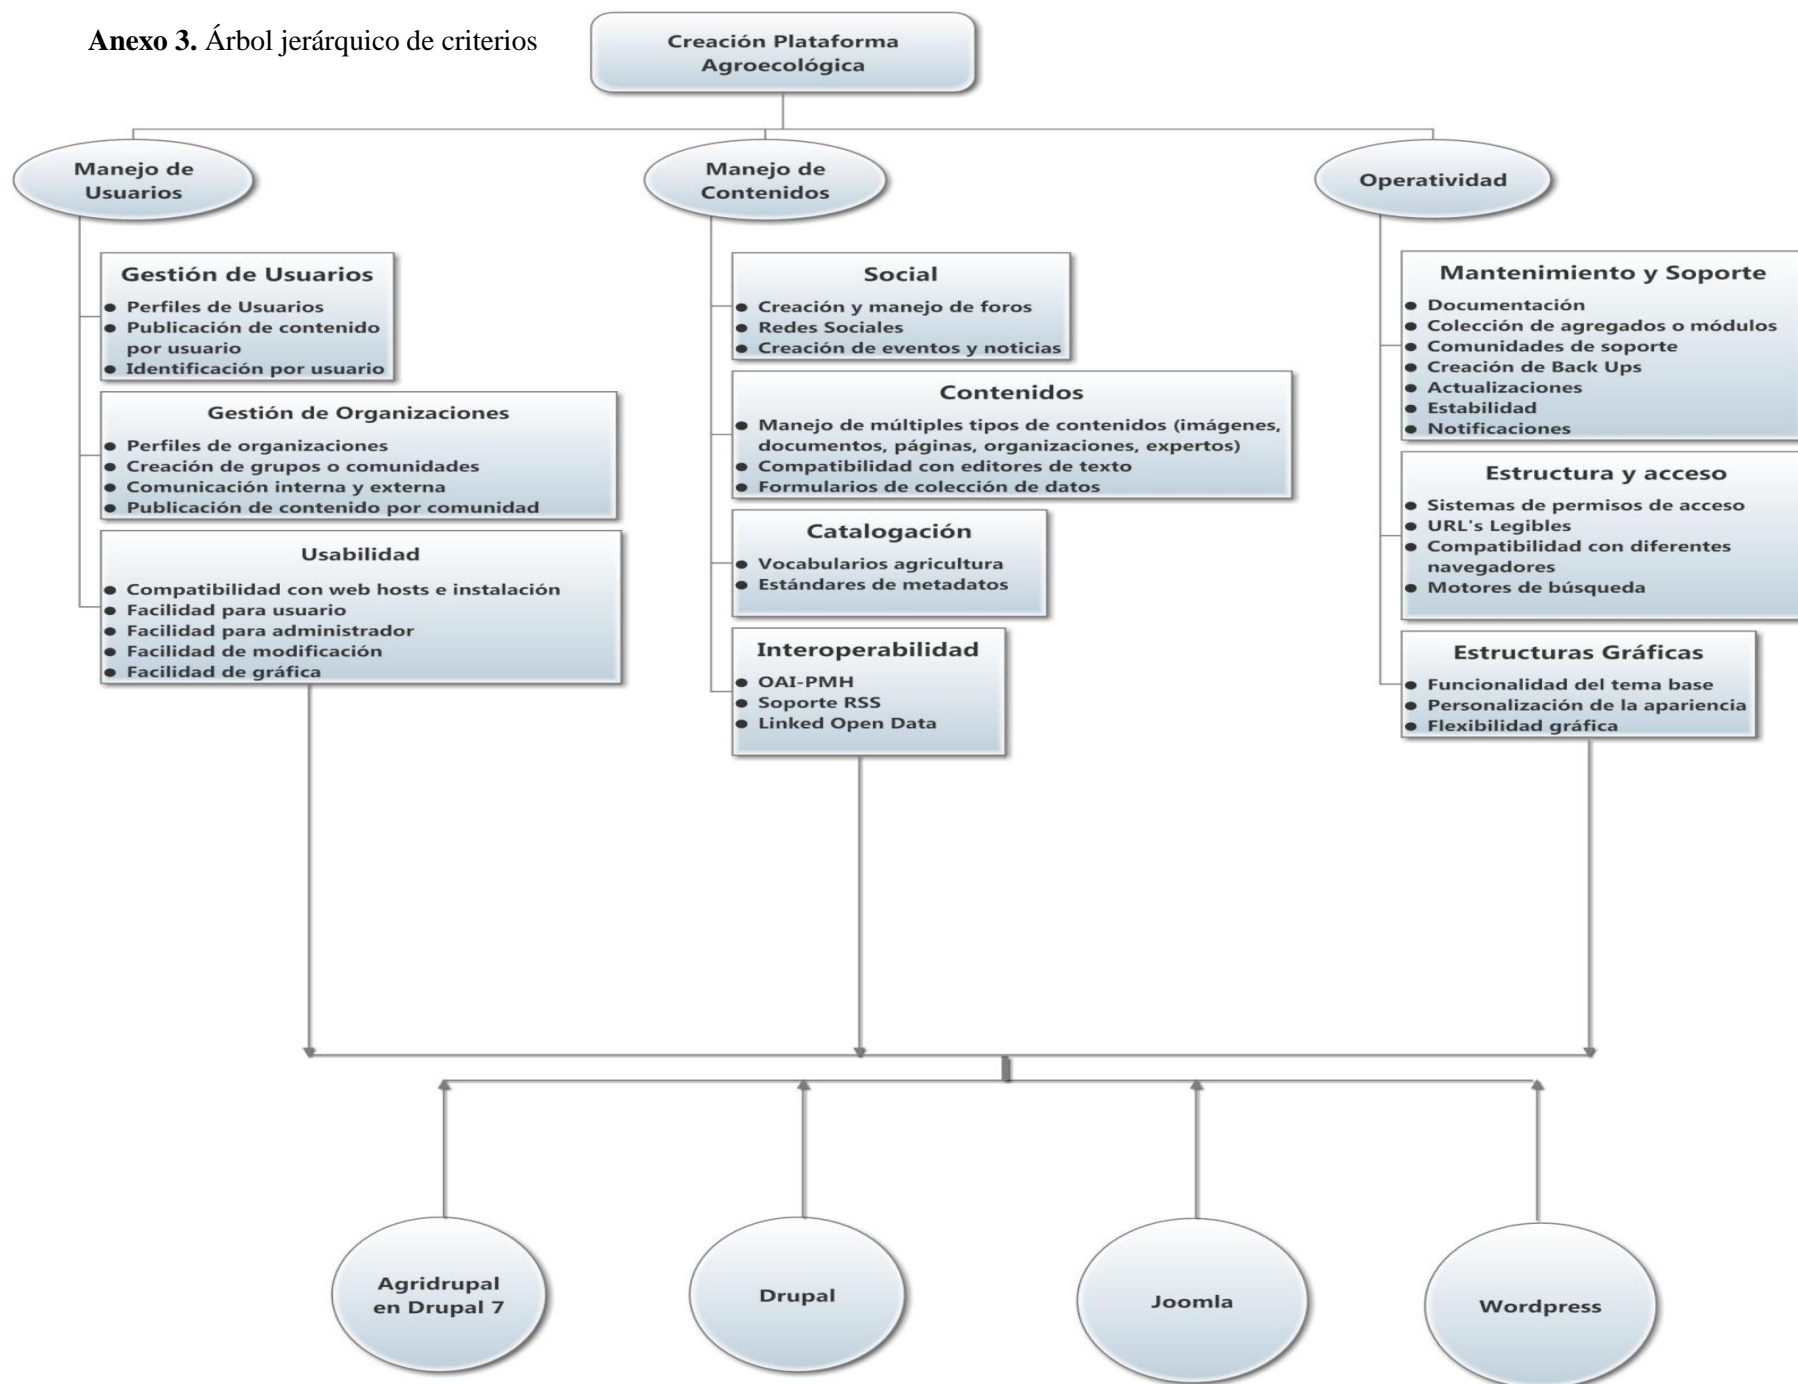 Anexo 3. Árbol jerárquico de criterios
Creación Plataforma
Agroecológica
Manejo de
Usuarios
Gestión de Usuarios
● Perfiles de Usuarios
● Publicación de contenido
por usuario
● Identificación por usuario
Gestión de Organizaciones
● Perfiles de organizaciones
● Creación de grupos o comunidades
● Comunicación interna y externa
● Publicación de contenido por comunidad
Usabilidad
● Compatibilidad con web hosts e instalación
● Facilidad para usuario
● Facilidad para administrador
● Facilidad de modificación
● Facilidad de gráfica
Manejo de
Contenidos
Social
● Creación y manejo de foros
● Redes Sociales
● Creación de eventos y noticias
Contenidos
● Manejo de múltiples tipos de contenidos (imágenes,
documentos, páginas, organizaciones, expertos)
● Compatibilidad con editores de texto
● Formularios de colección de datos
Catalogación
● Vocabularios agricultura
● Estándares de metadatos
Interoperabilidad
● OAI-PMH
● Soporte RSS
● Linked Open Data
Operatividad
Mantenimiento y Soporte
● Documentación
● Colección de agregados o módulos
● Comunidades de soporte
● Creación de Back Ups
● Actualizaciones
● Estabilidad
● Notificaciones
Estructura y acceso
● Sistemas de permisos de acceso
● URL's Legibles
● Compatibilidad con diferentes
navegadores
● Motores de búsqueda
Estructuras Gráficas
● Funcionalidad del tema base
● Personalización de la apariencia
● Flexibilidad gráfica
Agridrupal
en Drupal 7
Drupal
Joomla
Wordpress